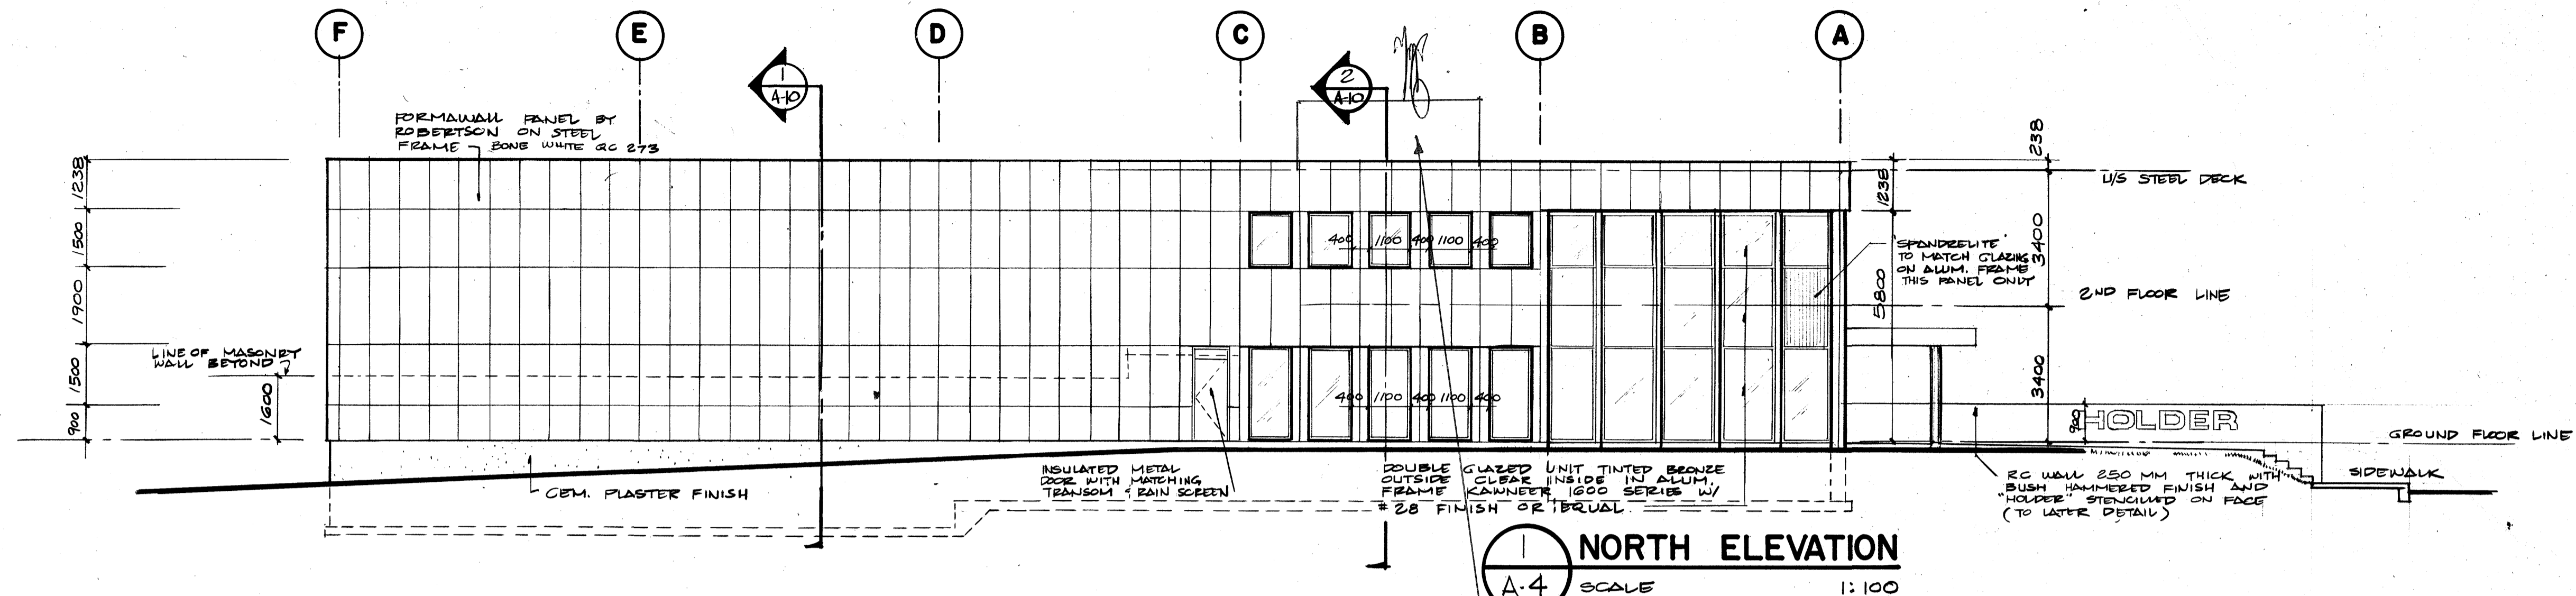 F E D C B A
1
A-10
2
A-10
FORMAWALL PANEL BY
ROBERTSON ON STEEL
FRAME BONE WHITE QC 273
1238
1500
1900
1500
900
LINE OF MASONRY
WALL BEYOND
1600
400 1100 400 1100 400
400 1100 400 1100 400
1238
5800
238
3400
3400
900
U/S STEEL DECK
"SPANDRELITE"
TO MATCH GLAZING
ON ALUM. FRAME
THIS PANEL ONLY
2ND FLOOR LINE
HOLDER
GROUND FLOOR LINE
SIDEWALK
CEM. PLASTER FINISH
INSULATED METAL
DOOR WITH MATCHING
TRANSOM & RAIN SCREEN
DOUBLE GLAZED UNIT TINTED BRONZE
OUTSIDE CLEAR INSIDE IN ALUM.
FRAME KAWNEER 1600 SERIES W/
#28 FINISH OR EQUAL
R.C. WALL 250 MM THICK WITH
BUSH HAMMERED FINISH AND
"HOLDER" STENCILLED ON FACE
(TO LATER DETAIL)
1
A-4
NORTH ELEVATION
SCALE 1:100